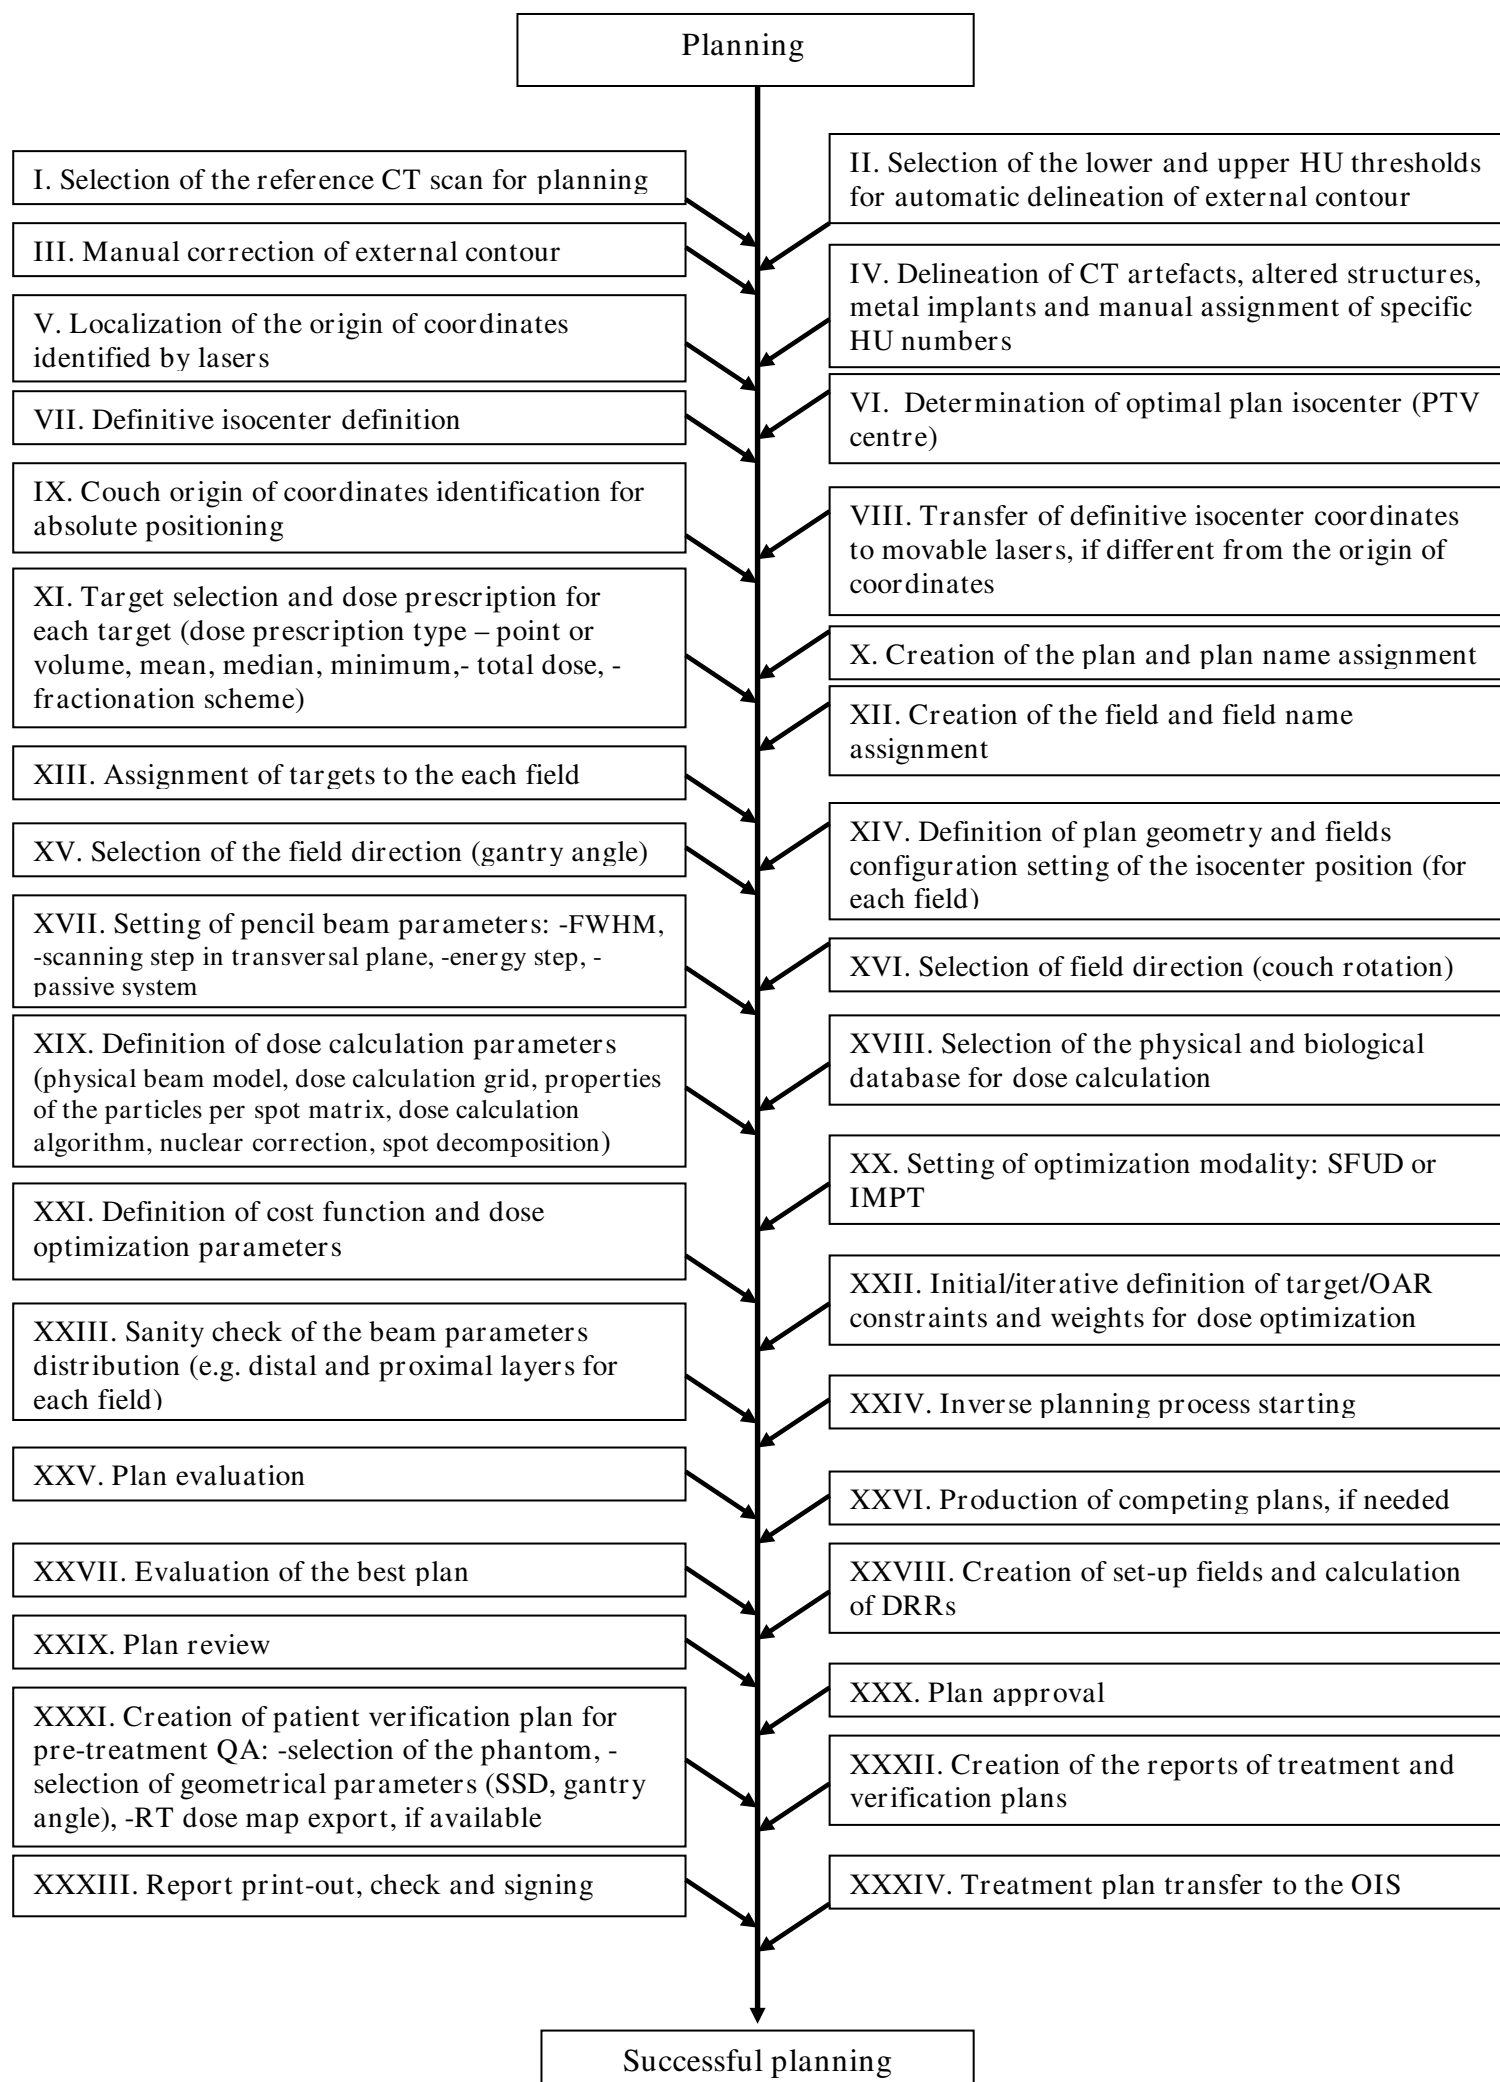 Planning
I. Selection of the reference CT scan for planning
II. Selection of the lower and upper HU thresholds
for automatic delineation of external contour
III. Manual correction of external contour
IV. Delineation of CT artefacts, altered structures,
metal implants and manual assignment of specific
HU numbers
V. Localization of the origin of coordinates
identified by lasers
VI. Determination of optimal plan isocenter (PTV
centre)
VII. Definitive isocenter definition
VIII. Transfer of definitive isocenter coordinates
to movable lasers, if different from the origin of
coordinates
IX. Couch origin of coordinates identification for
absolute positioning
X. Creation of the plan and plan name assignment
XI. Target selection and dose prescription for
each target (dose prescription type – point or
volume, mean, median, minimum,- total dose, -
fractionation scheme)
XII. Creation of the field and field name
assignment
XIII. Assignment of targets to the each field
XIV. Definition of plan geometry and fields
configuration setting of the isocenter position (for
each field)
XV. Selection of the field direction (gantry angle)
XVI. Selection of field direction (couch rotation)
XVII. Setting of pencil beam parameters: -FWHM,
-scanning step in transversal plane, -energy step, -
passive system
XVIII. Selection of the physical and biological
database for dose calculation
XIX. Definition of dose calculation parameters
(physical beam model, dose calculation grid, properties
of the particles per spot matrix, dose calculation
algorithm, nuclear correction, spot decomposition)
XX. Setting of optimization modality: SFUD or
IMPT
XXI. Definition of cost function and dose
optimization parameters
XXII. Initial/iterative definition of target/OAR
constraints and weights for dose optimization
XXIII. Sanity check of the beam parameters
distribution (e.g. distal and proximal layers for
each field)
XXIV. Inverse planning process starting
XXV. Plan evaluation
XXVI. Production of competing plans, if needed
XXVII. Evaluation of the best plan
XXVIII. Creation of set-up fields and calculation
of DRRs
XXIX. Plan review
XXX. Plan approval
XXXI. Creation of patient verification plan for
pre-treatment QA: -selection of the phantom, -
selection of geometrical parameters (SSD, gantry
angle), -RT dose map export, if available
XXXII. Creation of the reports of treatment and
verification plans
XXXIII. Report print-out, check and signing
XXXIV. Treatment plan transfer to the OIS
Successful planning